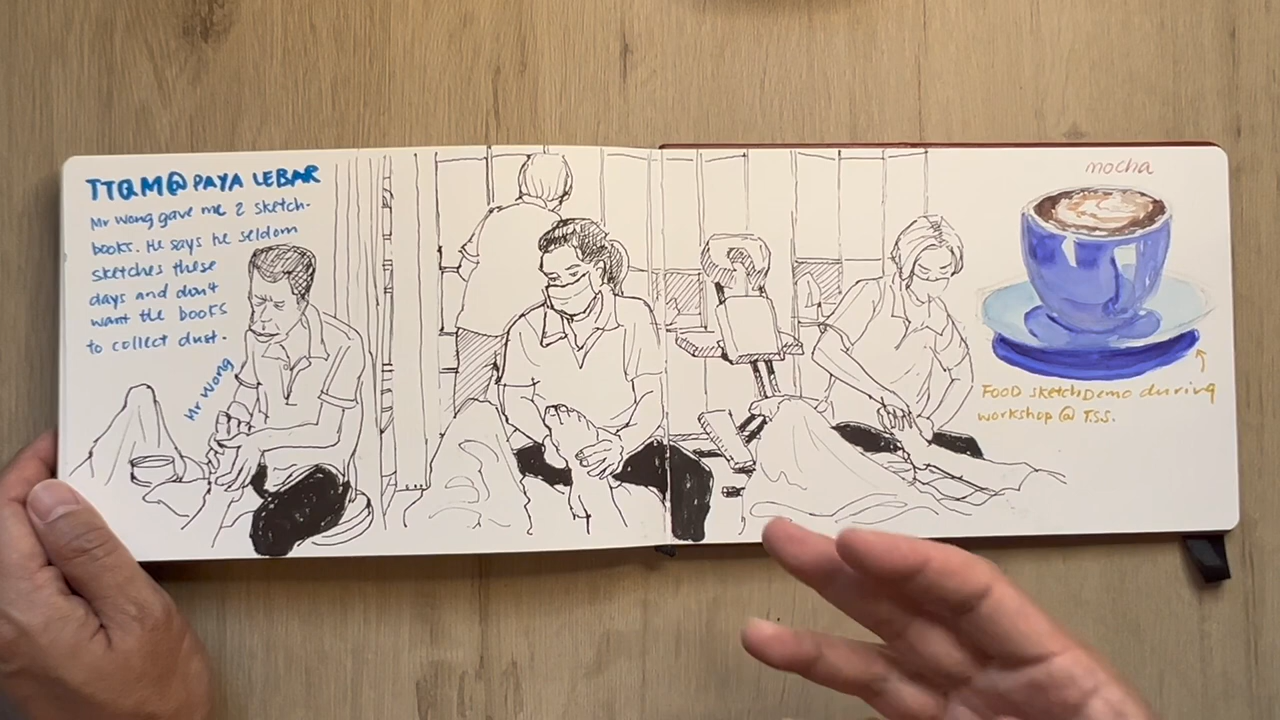 TTQM@PAYA LEBAR
Mr Wong gave me 2 sketch-
books. He says he seldom
sketches these
days and don't
want the books
to collect dust.
Mr Wong
mocha
FOOD sketch Demo during
workshop @ T.S.S.